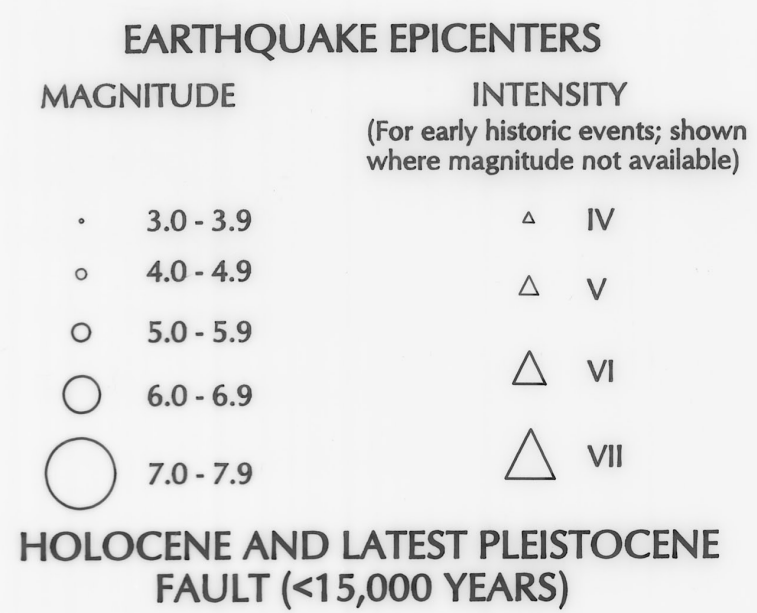 EARTHQUAKE EPICENTERS
MAGNITUDE
INTENSITY
(For early historic events; shown
where magnitude not available)
3.0 - 3.9
IV
4.0 - 4.9
V
5.0 - 5.9
VI
6.0 - 6.9
VII
7.0 - 7.9
HOLOCENE AND LATEST PLEISTOCENE
FAULT (<15,000 YEARS)